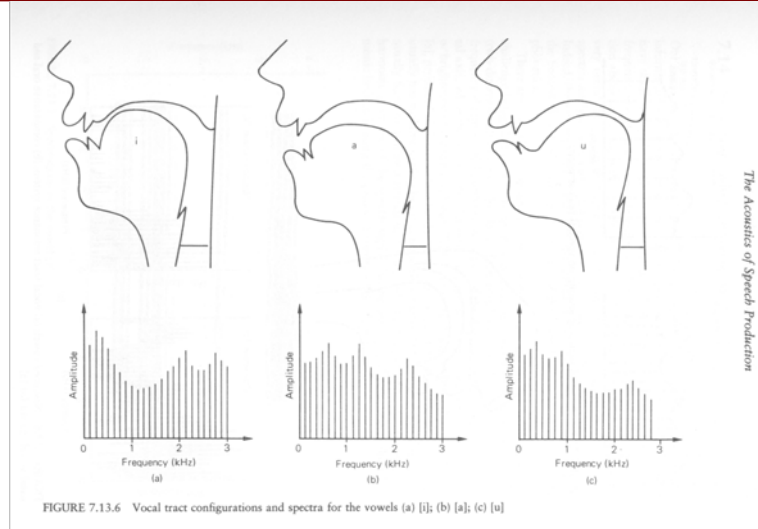 i
a
u
The Acoustics of Speech Production
Amplitude
0 1 2 3
Frequency (kHz)
(a)
Amplitude
0 1 2 3
Frequency (kHz)
(b)
Amplitude
0 1 2 3
Frequency (kHz)
(c)
FIGURE 7.13.6 Vocal tract configurations and spectra for the vowels (a) [i]; (b) [a]; (c) [u]